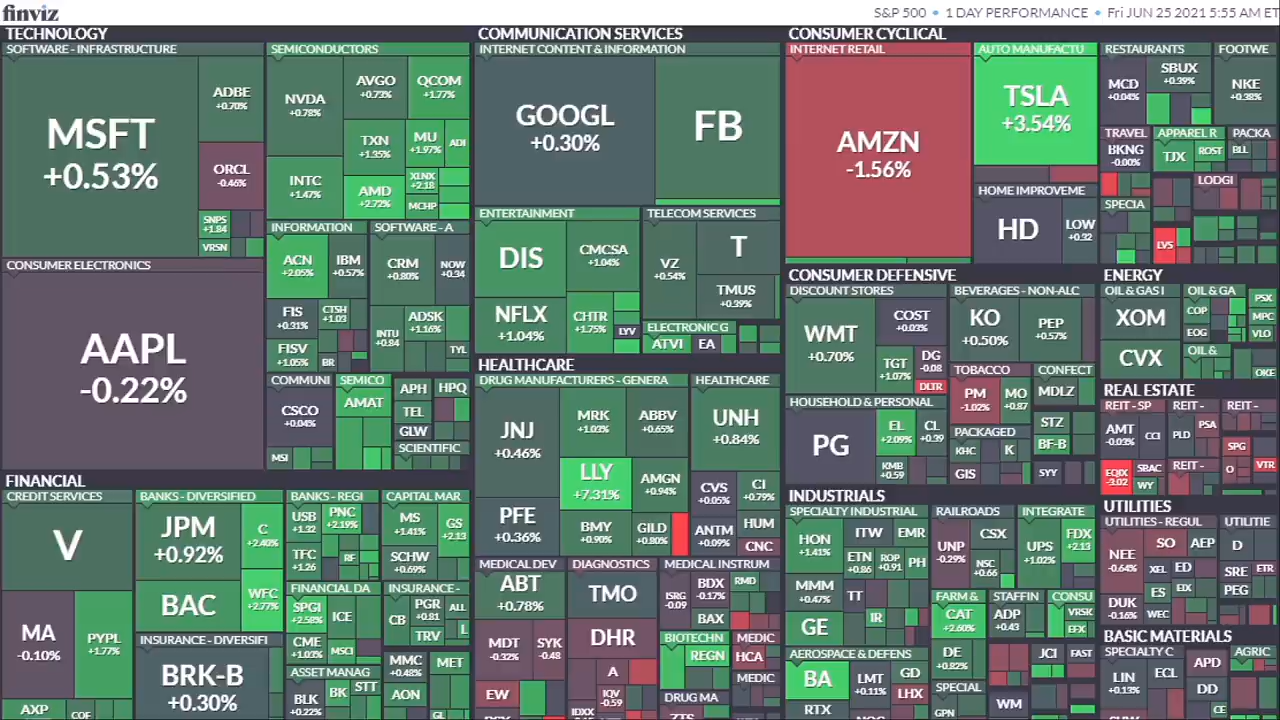 finviz
S&P 500 • 1 DAY PERFORMANCE • Fri JUN 25 2021 5:55 AM ET
TECHNOLOGY
SOFTWARE - INFRASTRUCTURE
MSFT
+0.53%
ADBE
+0.70%
ORCL
-0.46%
SNPS
+1.84
VRSN
SEMICONDUCTORS
NVDA
+0.78%
AVGO
+0.73%
QCOM
+1.77%
TXN
+1.35%
MU
+1.97%
ADI
INTC
+1.47%
AMD
+2.72%
XLNX
+2.18
MCHP
CONSUMER ELECTRONICS
AAPL
-0.22%
INFORMATION
ACN
+2.05%
IBM
+0.57%
FIS
+0.31%
CTSH
+1.03
FISV
+1.05%
BR
SOFTWARE - A
CRM
+0.80%
NOW
+0.34
INTU
+0.84
ADSK
+1.16%
TYL
COMMUNI
CSCO
+0.04%
MSI
SEMICO
AMAT
APH
HPQ
TEL
GLW
SCIENTIFIC
COMMUNICATION SERVICES
INTERNET CONTENT & INFORMATION
GOOGL
+0.30%
FB
ENTERTAINMENT
DIS
CMCSA
+1.04%
NFLX
+1.04%
CHTR
+1.75%
LYV
TELECOM SERVICES
VZ
+0.54%
T
TMUS
+0.39%
ELECTRONIC G
ATVI
EA
CONSUMER CYCLICAL
INTERNET RETAIL
AMZN
-1.56%
AUTO MANUFACTU
TSLA
+3.54%
HOME IMPROVEME
HD
LOW
+0.32
RESTAURANTS
MCD
+0.04%
SBUX
+0.39%
FOOTWE
NKE
+0.38%
TRAVEL
BKNG
-0.00%
APPAREL R
TJX
ROST
PACKA
BLL
LODGI
SPECIA
LVS
CONSUMER DEFENSIVE
DISCOUNT STORES
WMT
+0.70%
COST
+0.03%
TGT
+1.07%
DG
-0.08
DLTR
BEVERAGES - NON-ALC
KO
+0.50%
PEP
+0.57%
TOBACCO
PM
-1.02%
MO
+0.87
CONFECT
MDLZ
HOUSEHOLD & PERSONAL
PG
EL
+2.09%
CL
+0.39
KMB
+0.59
PACKAGED
KHC
K
GIS
STZ
BF-B
SYY
ENERGY
OIL & GAS I
XOM
CVX
OIL & GA
COP
EOG
PSX
MPC
VLO
OIL &
OKE
REAL ESTATE
REIT - SP
AMT
-0.03%
CCI
EQIX
-3.02
SBAC
WY
REIT -
PLD
PSA
REIT -
REIT -
SPG
O
VTR
FINANCIAL
CREDIT SERVICES
V
MA
-0.10%
PYPL
+1.77%
AXP
COF
BANKS - DIVERSIFIED
JPM
+0.92%
C
+2.40%
BAC
WFC
+2.77%
INSURANCE - DIVERSIFI
BRK-B
+0.30%
BANKS - REGI
USB
+1.32
PNC
+2.19%
TFC
+1.26
RF
FINANCIAL DA
SPGI
+2.58%
ICE
CME
+1.03%
MSCI
ASSET MANAG
BLK
+0.22%
BK
STT
CAPITAL MAR
MS
+1.41%
GS
+2.13
SCHW
+0.69%
INSURANCE -
CB
PGR
+0.81
ALL
TRV
L
MMC
+0.48%
AON
MET
GL
HEALTHCARE
DRUG MANUFACTURERS - GENERA
JNJ
+0.46%
MRK
+1.03%
ABBV
+0.65%
LLY
+7.31%
AMGN
+0.94%
PFE
+0.36%
BMY
+0.90%
GILD
+0.80%
HEALTHCARE
UNH
+0.84%
CVS
+0.05%
CI
+0.79%
ANTM
+0.09%
HUM
CNC
MEDICAL DEV
ABT
+0.78%
MDT
-0.32%
SYK
-0.48
EW
DIAGNOSTICS
TMO
DHR
A
IQV
-0.59
IDXX
MEDICAL INSTRUM
ISRG
-0.09
BDX
-0.17%
RMD
BAX
BIOTECHN
REGN
MEDIC
HCA
MEDIC
DRUG MA
ZTS
INDUSTRIALS
SPECIALTY INDUSTRIAL
HON
+1.41%
ITW
EMR
ETN
+0.86
ROP
+0.91
PH
MMM
+0.47%
TT
IR
GE
RAILROADS
UNP
-0.29%
CSX
NSC
+0.66
INTEGRATE
UPS
+1.02%
FDX
+2.13
FARM &
CAT
+2.60%
DE
+0.82%
STAFFIN
ADP
+0.43
CONSU
VRSK
EFX
AEROSPACE & DEFENS
BA
LMT
+0.11%
GD
LHX
RTX
NOC
SPECIAL
GPN
JCI
FAST
WM
UTILITIES
UTILITIES - REGUL
NEE
-0.64%
SO
AEP
XEL
ED
ES
EIX
DUK
-0.16%
WEC
UTILITIE
D
SRE
ETR
PEG
BASIC MATERIALS
SPECIALTY C
LIN
+0.13%
ECL
APD
DD
CE
AGRIC